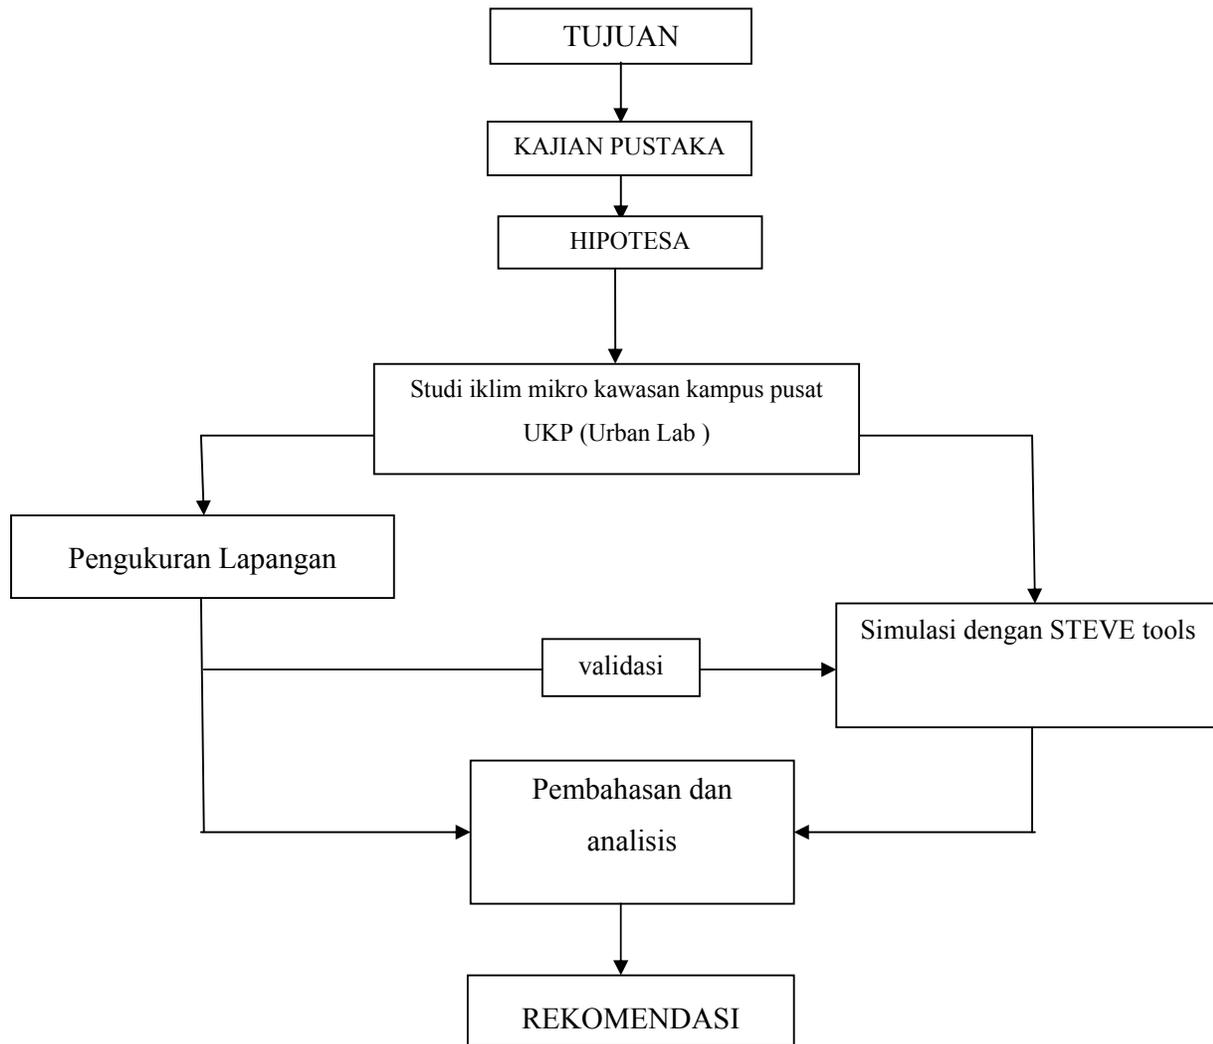 TUJUAN
KAJIAN PUSTAKA
HIPOTESA
Studi iklim mikro kawasan kampus pusat
UKP (Urban Lab )
Pengukuran Lapangan
Simulasi dengan STEVE tools
validasi
Pembahasan dan
analisis
REKOMENDASI